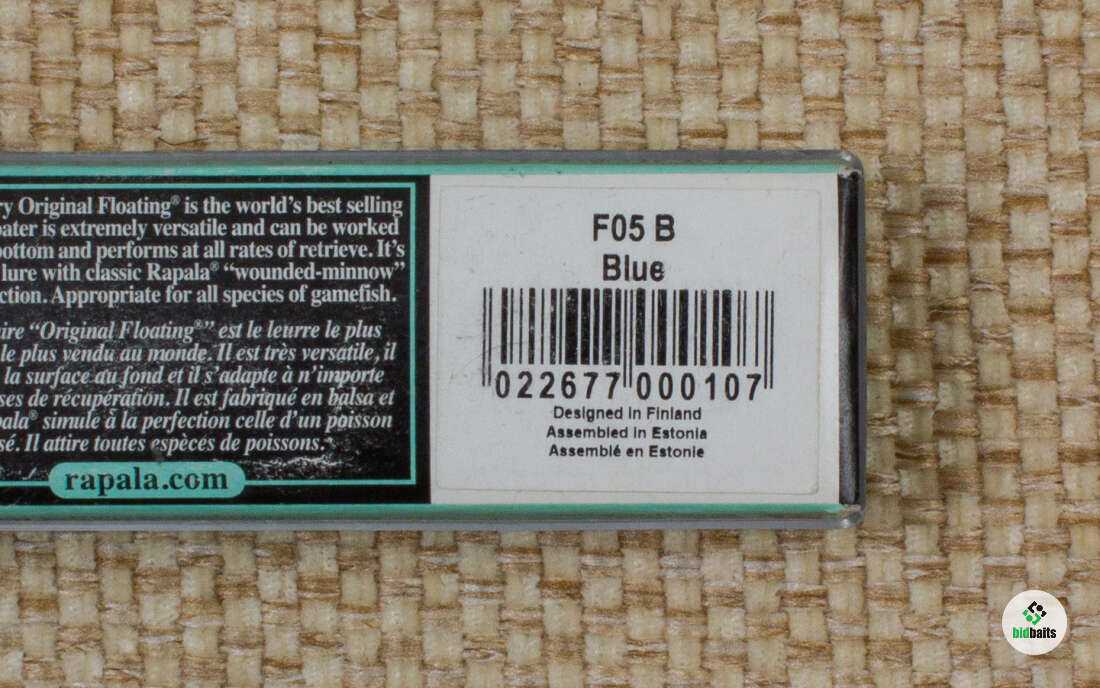 ry Original Floating® is the world's best selling
oater is extremely versatile and can be worked
bottom and performs at all rates of retrieve. It's
lure with classic Rapala® “wounded-minnow”
ction. Appropriate for all species of gamefish.
aire “Original Floating®” est le leurre le plus
le plus vendu au monde. Il est très versatile, il
la surface au fond et il s'adapte à n'importe
ses de récupération. Il est fabriqué en balsa et
pala® simule à la perfection celle d'un poisson
sé. Il attire toutes espèces de poissons.
rapala.com
F05 B
Blue
022677 000107
Designed in Finland
Assembled in Estonia
Assemblé en Estonie
bidbaits